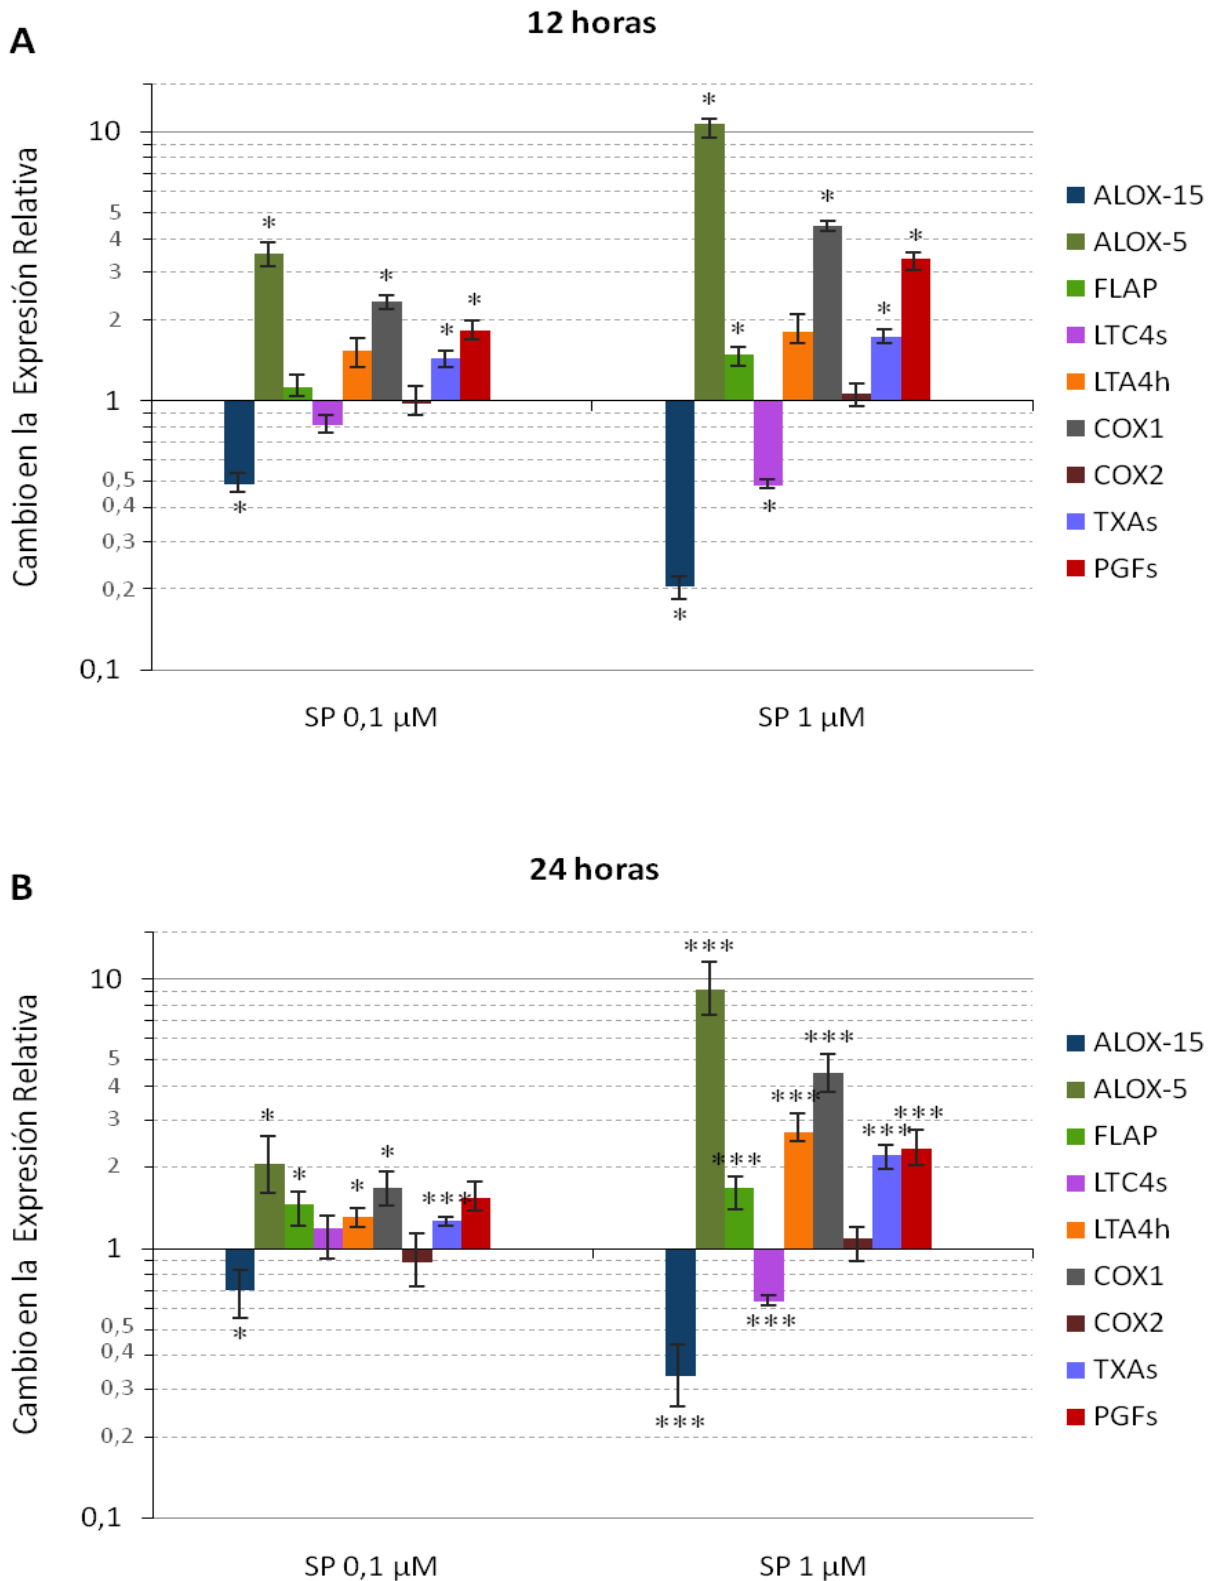 12 horas
A
Cambio en la Expresión Relativa
10
5
4
3
2
1
0,5
0,4
0,3
0,2
0,1
* * * * *
* * * * * * * *
SP 0,1 µM
SP 1 µM
ALOX-15
ALOX-5
FLAP
LTC4s
LTA4h
COX1
COX2
TXAs
PGFs
24 horas
B
Cambio en la Expresión Relativa
10
5
4
3
2
1
0,5
0,4
0,3
0,2
0,1
* * * * * ***
*** *** *** *** *** *** *** ***
SP 0,1 µM
SP 1 µM
ALOX-15
ALOX-5
FLAP
LTC4s
LTA4h
COX1
COX2
TXAs
PGFs